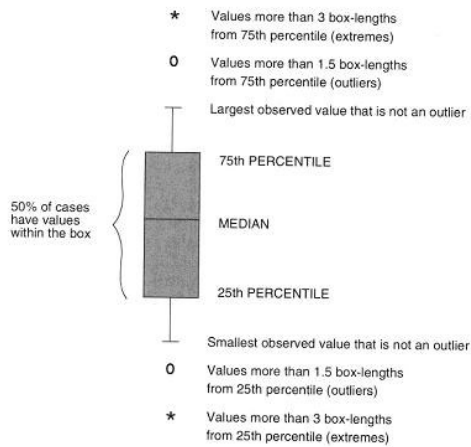 * Values more than 3 box-lengths
from 75th percentile (extremes)
O Values more than 1.5 box-lengths
from 75th percentile (outliers)
Largest observed value that is not an outlier
75th PERCENTILE
50% of cases
have values
within the box
MEDIAN
25th PERCENTILE
Smallest observed value that is not an outlier
O Values more than 1.5 box-lengths
from 25th percentile (outliers)
* Values more than 3 box-lengths
from 25th percentile (extremes)